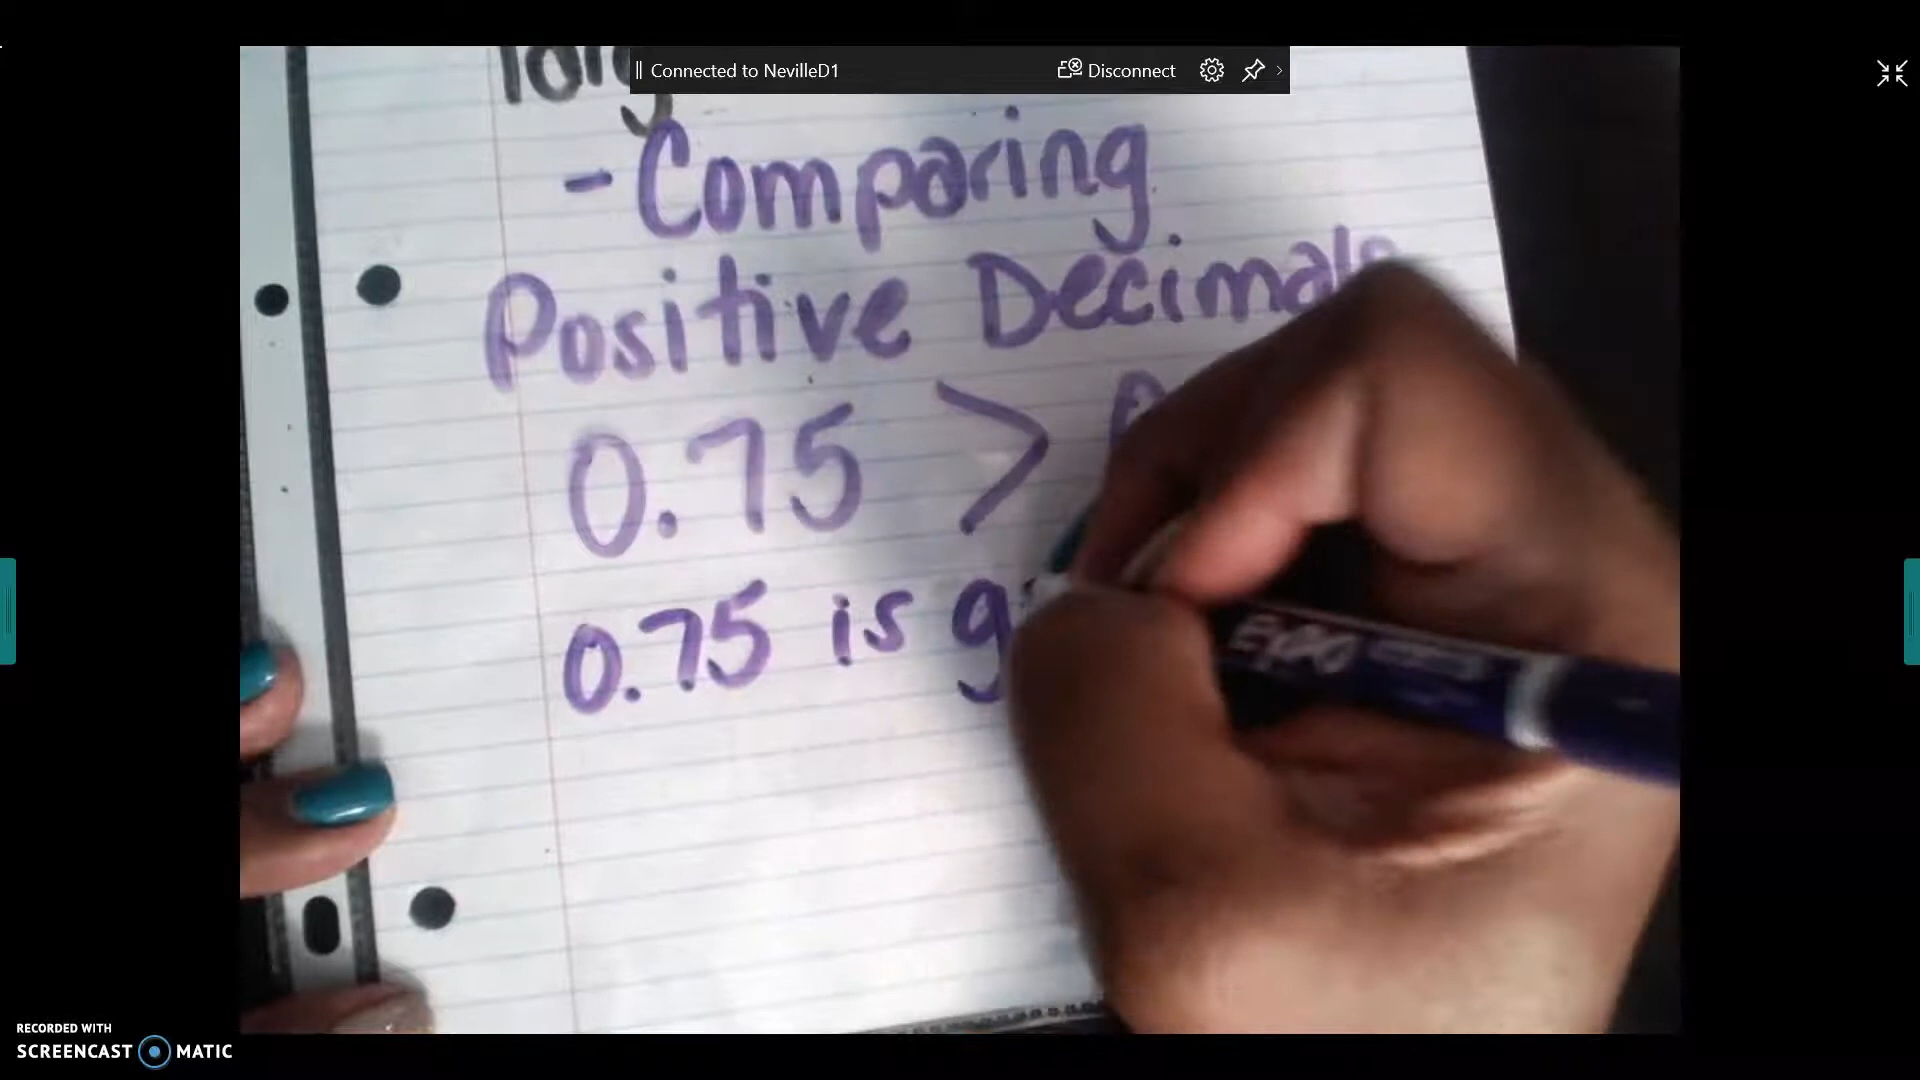 Connected to NevilleD1
Disconnect
- Comparing
Positive Decimals
0.75 >
0.75 is g
EXPO
RECORDED WITH
SCREENCAST MATIC